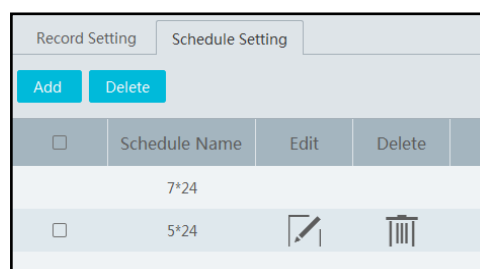 Record Setting Schedule Setting
Add Delete
Schedule Name Edit Delete
7*24
5*24